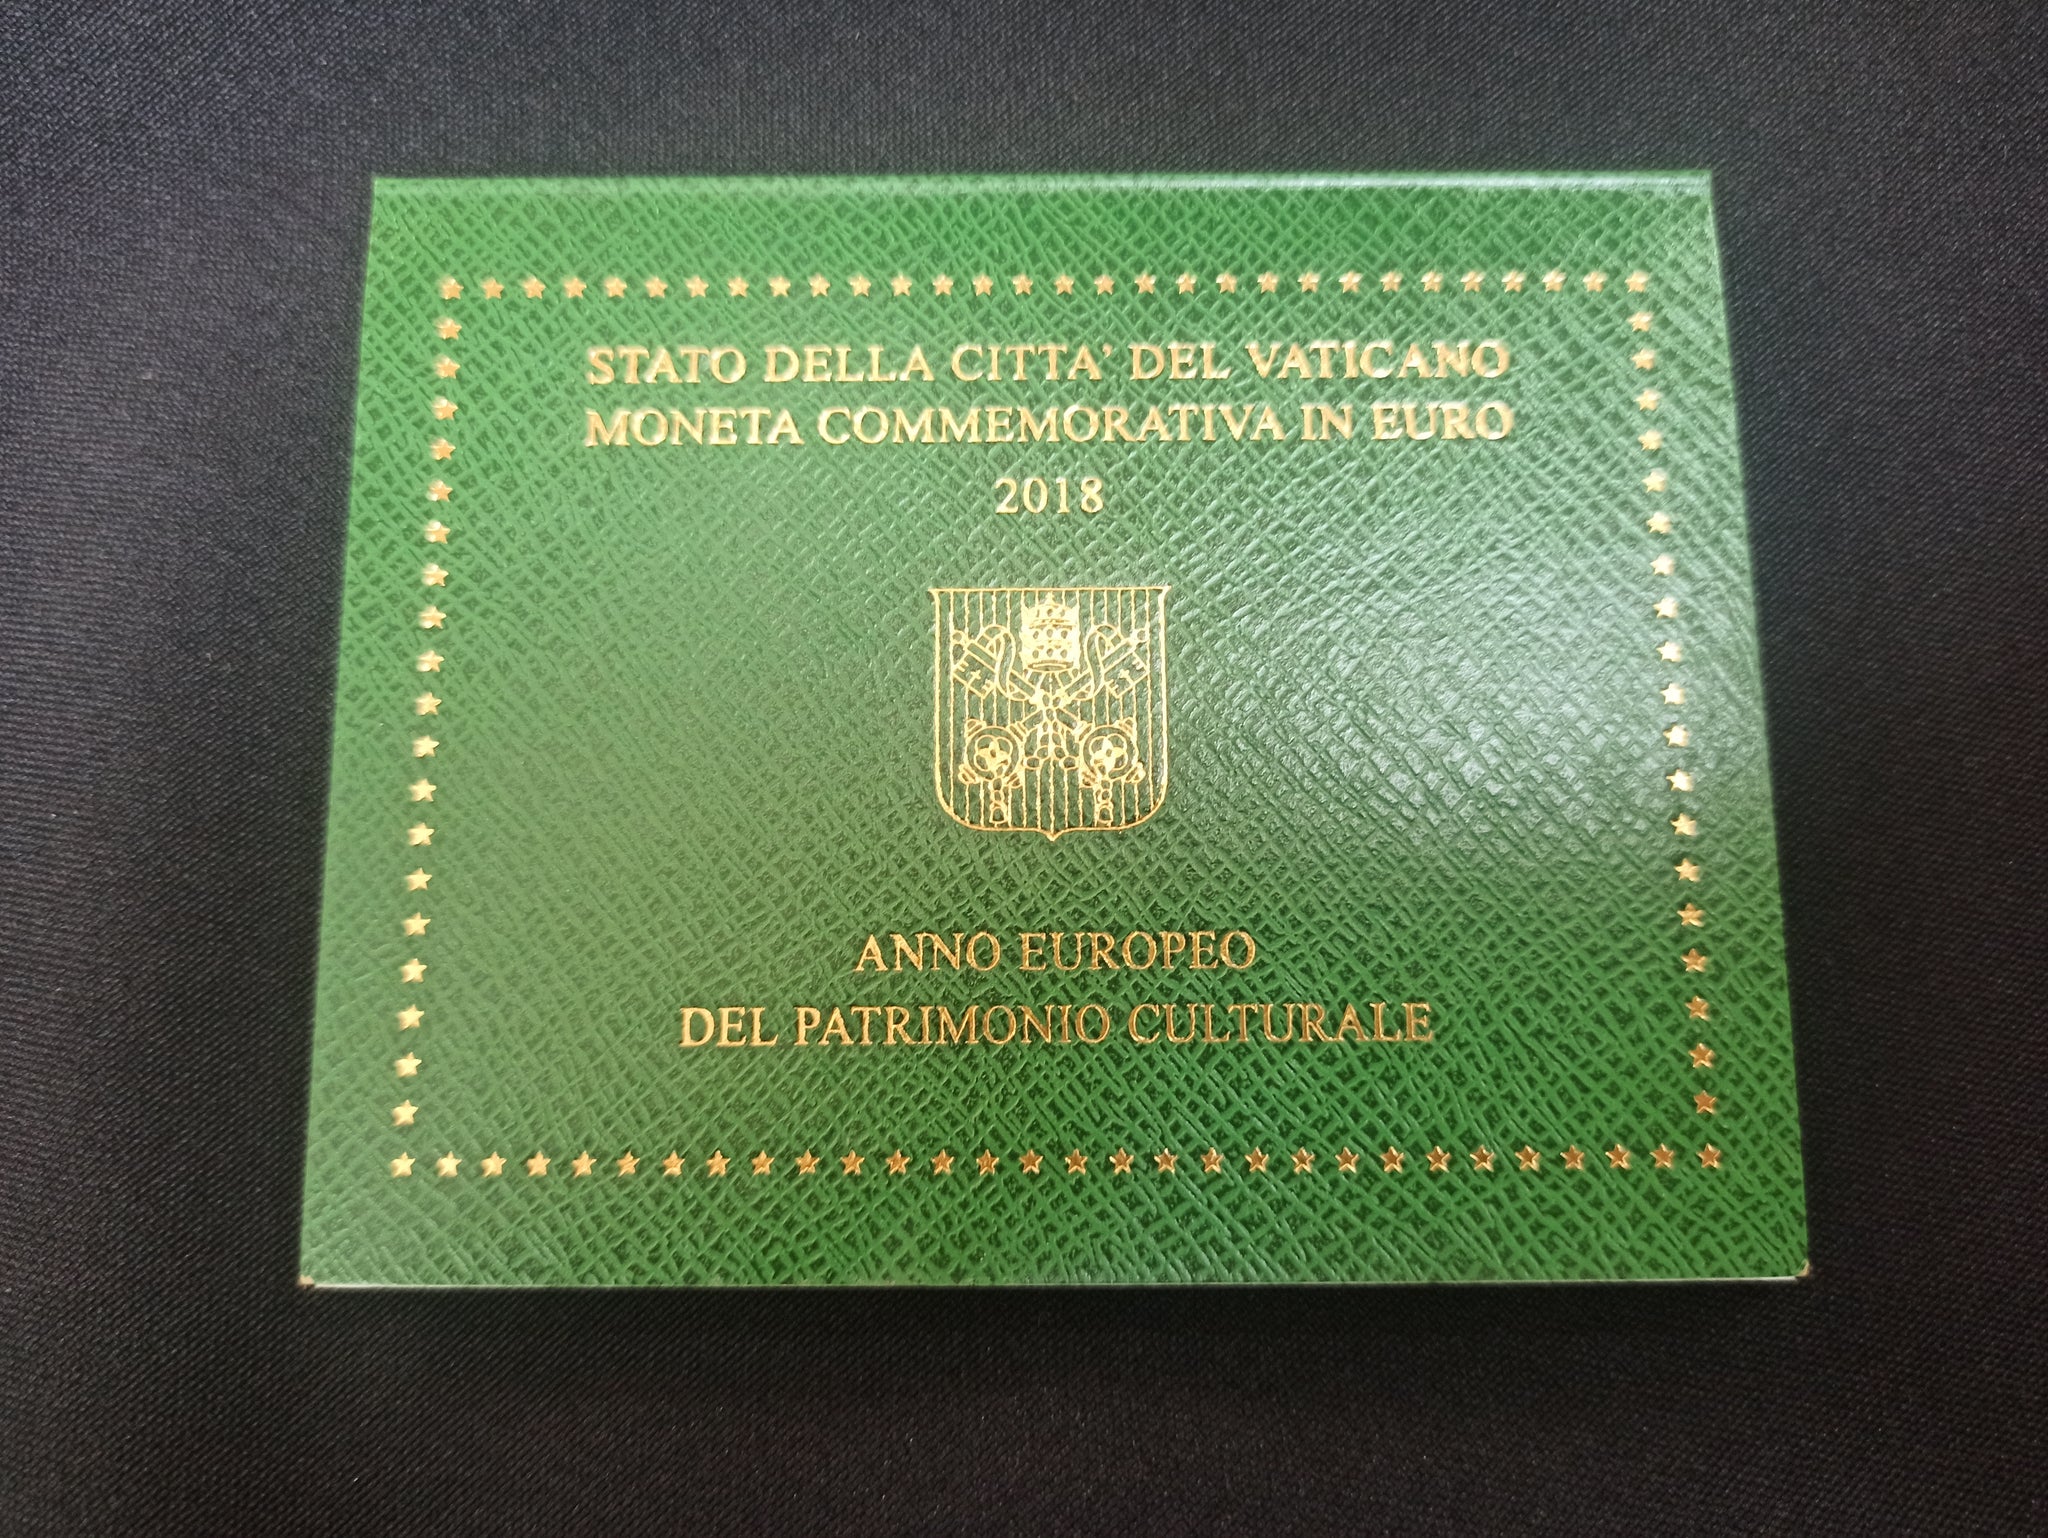 STATO DELLA CITTA' DEL VATICANO
MONETA COMMEMORATIVA IN EURO
2018
ANNO EUROPEO
DEL PATRIMONIO CULTURALE